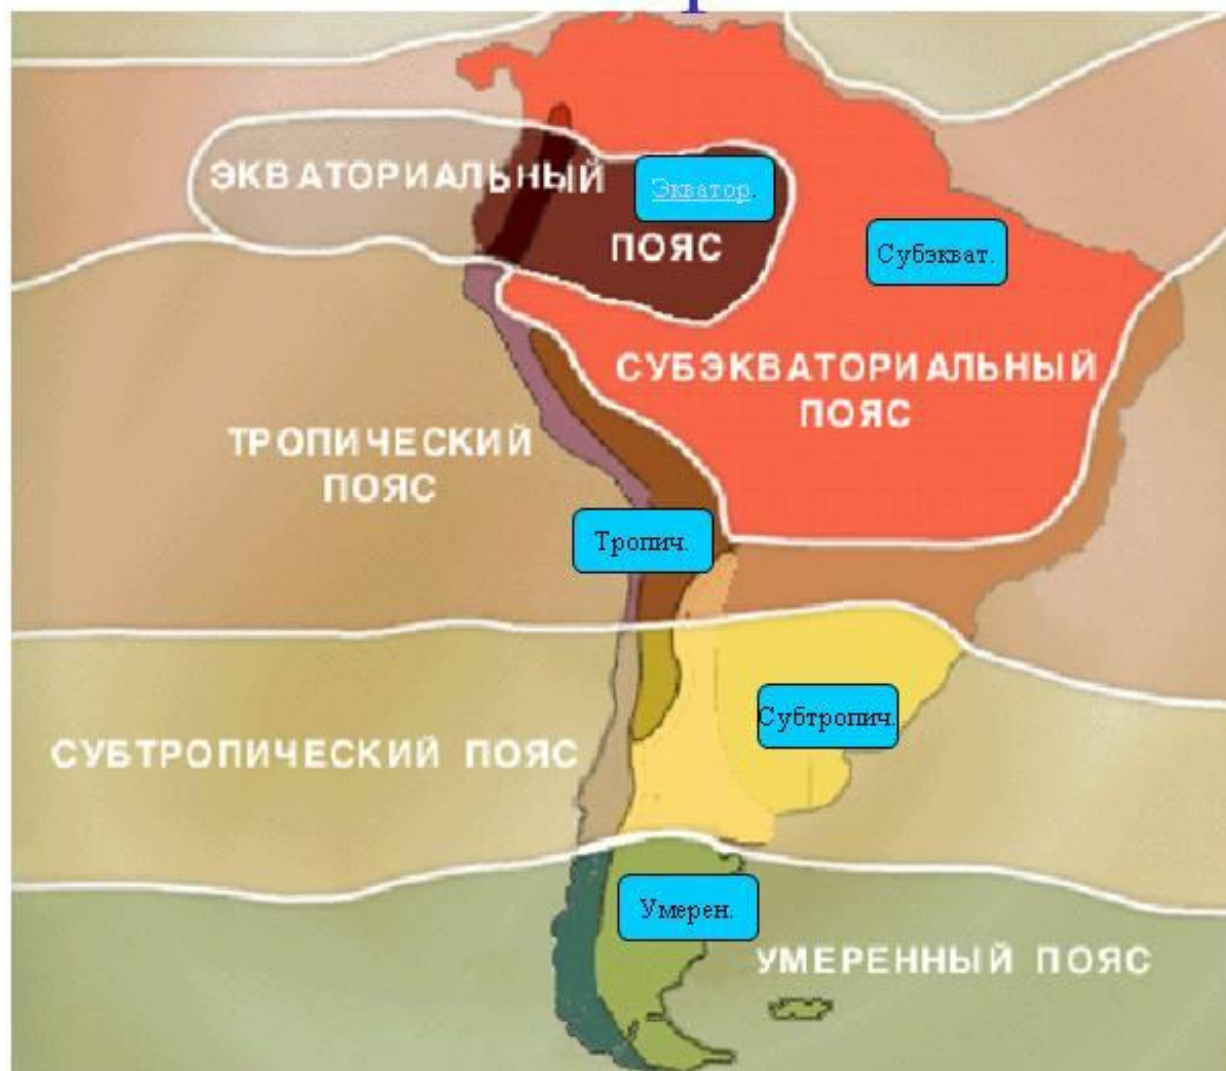 ЭКВАТОРИАЛЬНЫЙ
Экватор.
ПОЯС
Субэкват.
СУБЭКВАТОРИАЛЬНЫЙ
ПОЯС
ТРОПИЧЕСКИЙ
ПОЯС
Тропич.
Субтропич.
СУБТРОПИЧЕСКИЙ ПОЯС
Умерен.
УМЕРЕННЫЙ ПОЯС